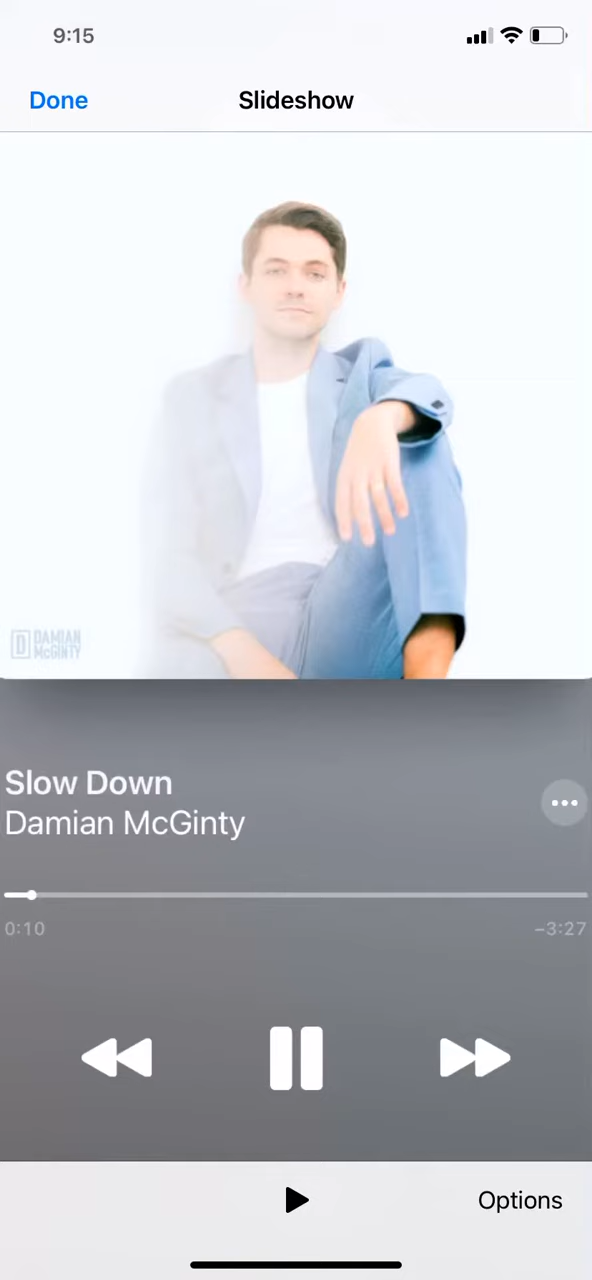 9:15
Done Slideshow
DAMIAN
McGINTY
Slow Down
Damian McGinty
0:10 −3:27
Options